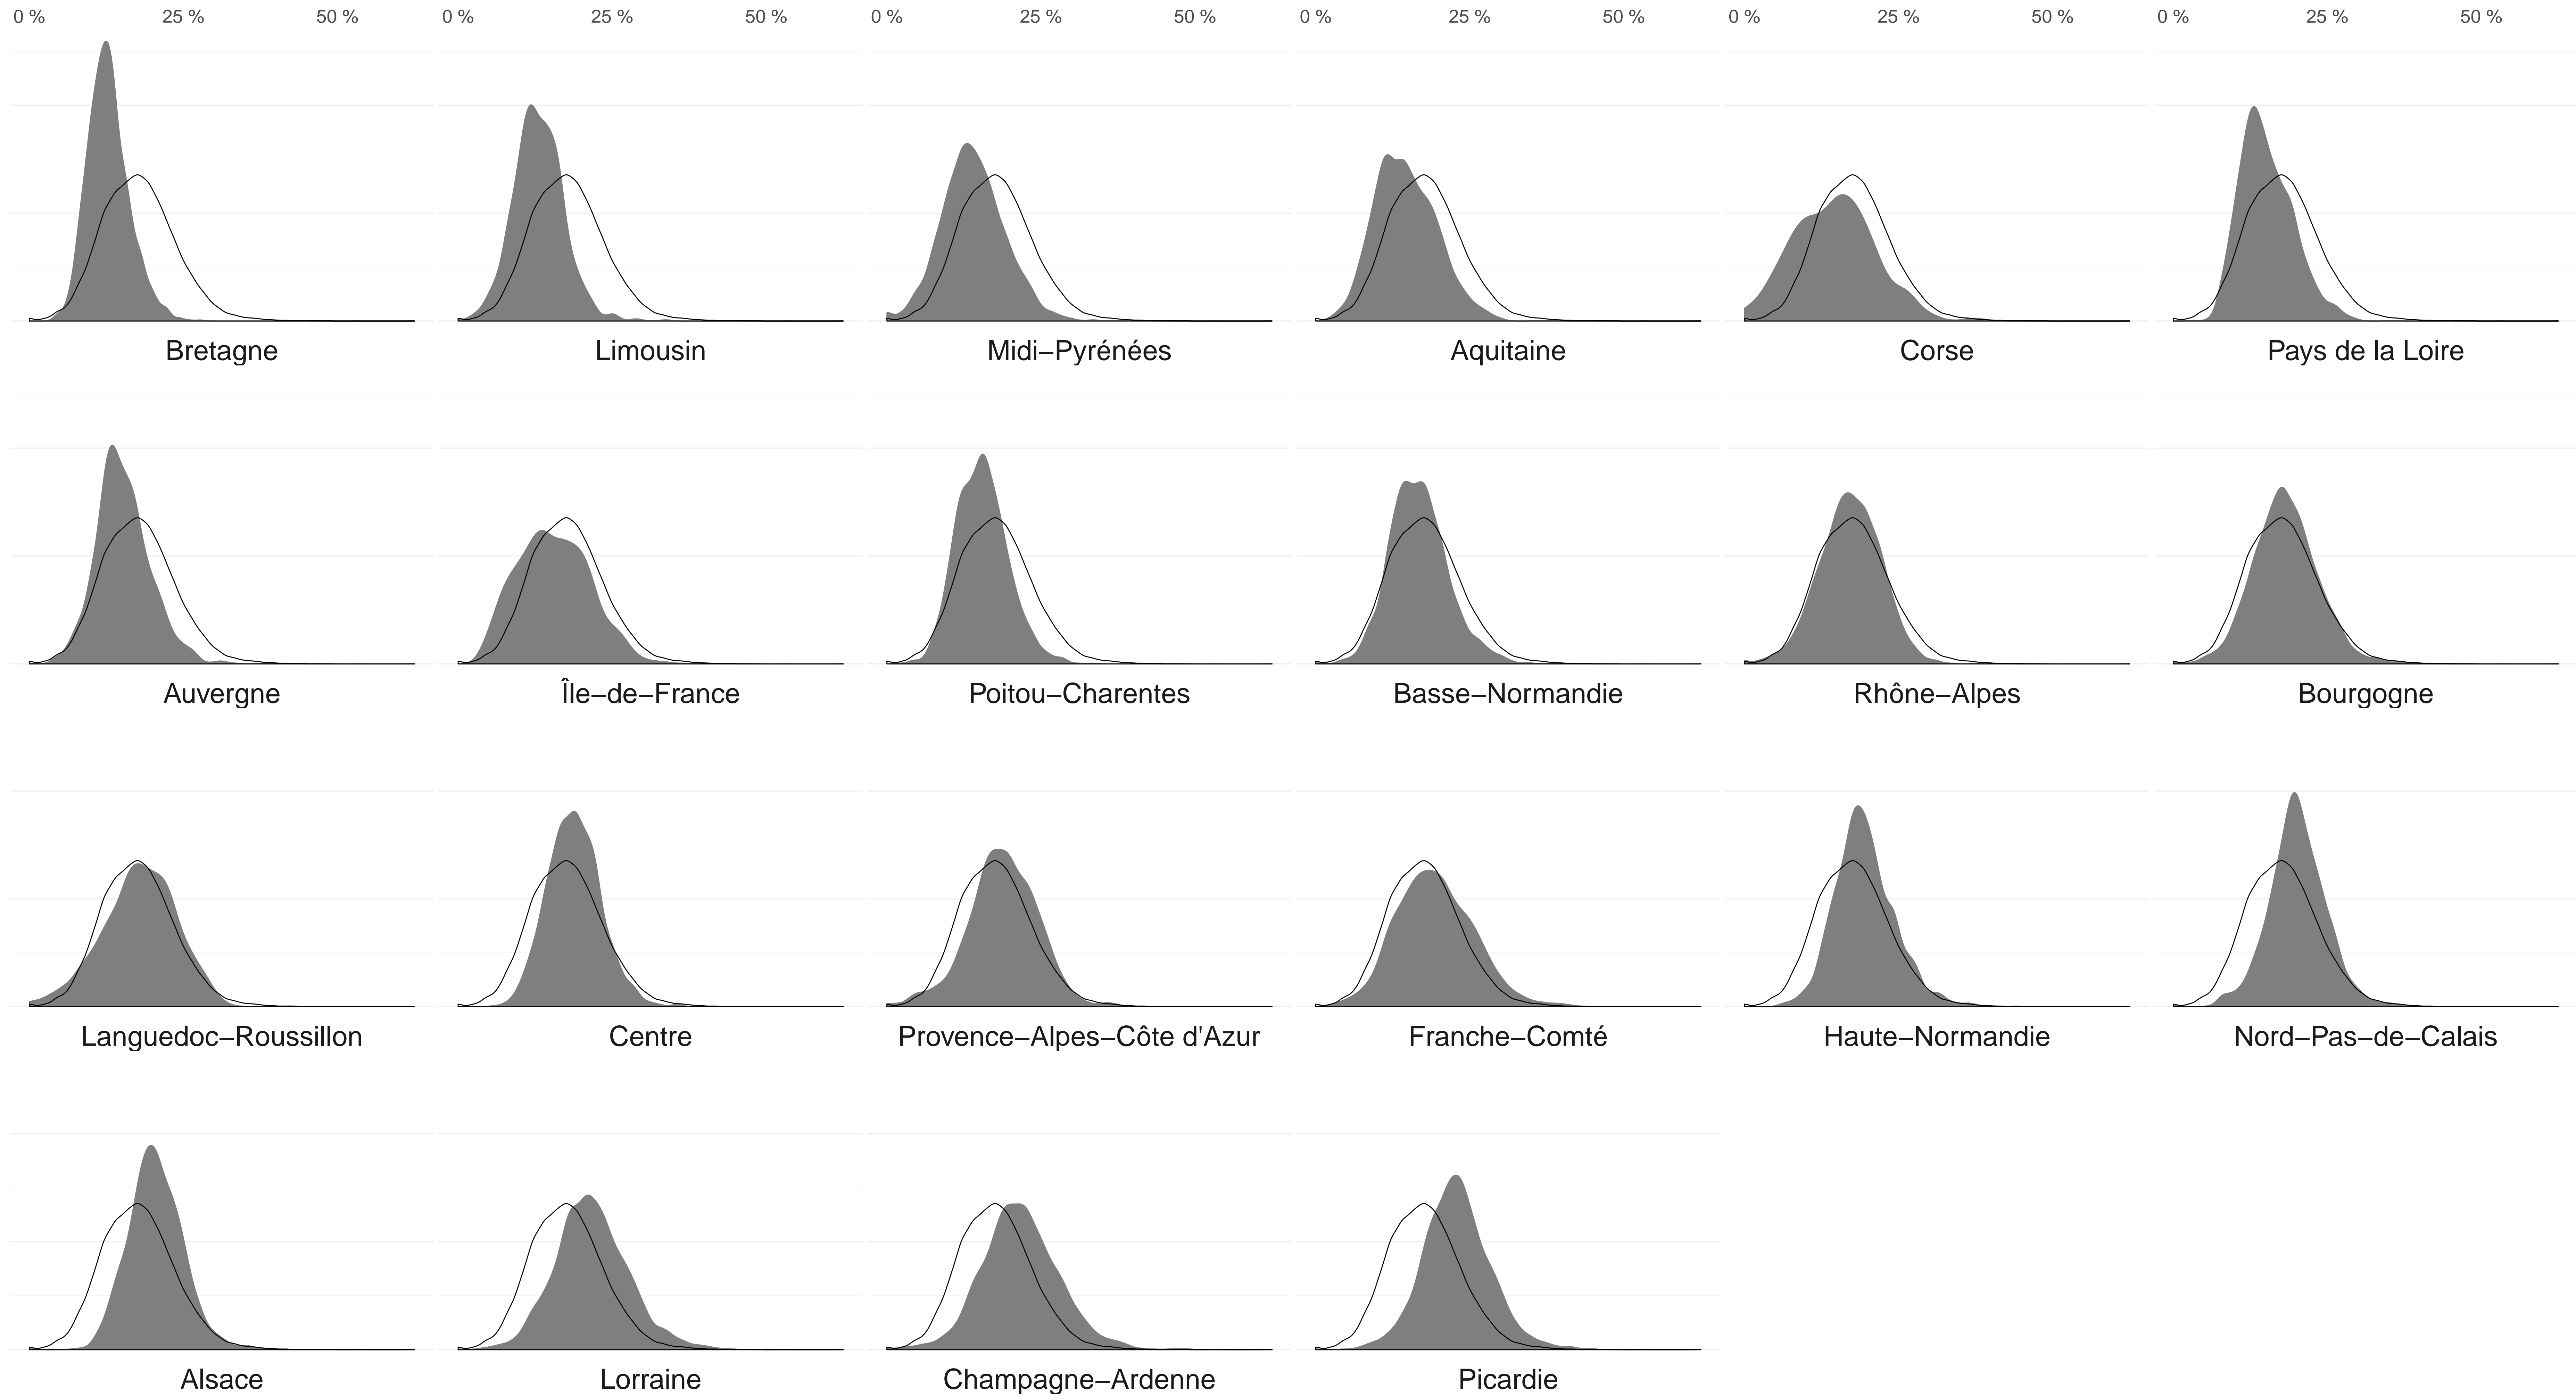 0 % 25 % 50 % 0 % 25 % 50 % 0 % 25 % 50 % 0 % 25 % 50 % 0 % 25 % 50 % 0 % 25 % 50 %
Bretagne Limousin Midi−Pyrénées Aquitaine Corse Pays de la Loire
Auvergne Île−de−France Poitou−Charentes Basse−Normandie Rhône−Alpes Bourgogne
Languedoc−Roussillon Centre Provence−Alpes−Côte d'Azur Franche−Comté Haute−Normandie Nord−Pas−de−Calais
Alsace Lorraine Champagne−Ardenne Picardie